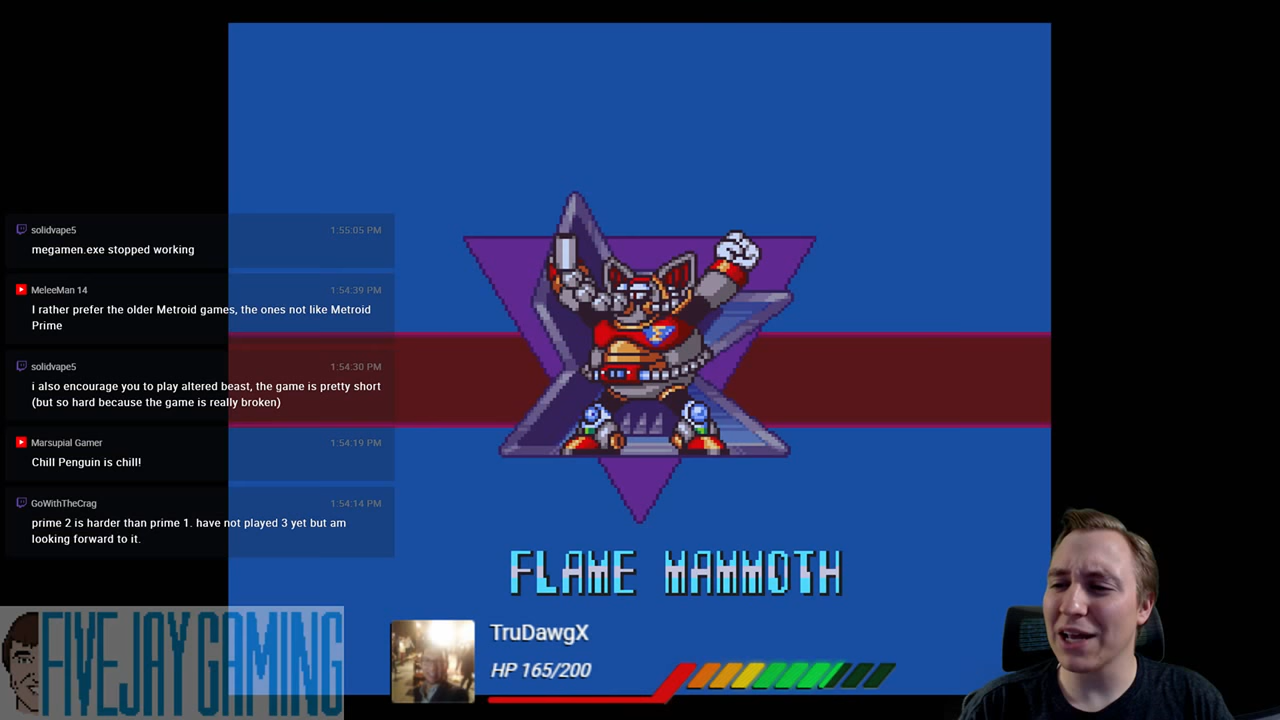 solidvape5 1:55:05 PM
megamen.exe stopped working
MeleeMan 14 1:54:39 PM
I rather prefer the older Metroid games, the ones not like Metroid
Prime
solidvape5 1:54:30 PM
i also encourage you to play altered beast, the game is pretty short
(but so hard because the game is really broken)
Marsupial Gamer 1:54:19 PM
Chill Penguin is chill!
GoWithTheCrag 1:54:14 PM
prime 2 is harder than prime 1. have not played 3 yet but am
looking forward to it.
FLAME MAMMOTH
FIVEJAYGAMING
TruDawgX
HP 165/200